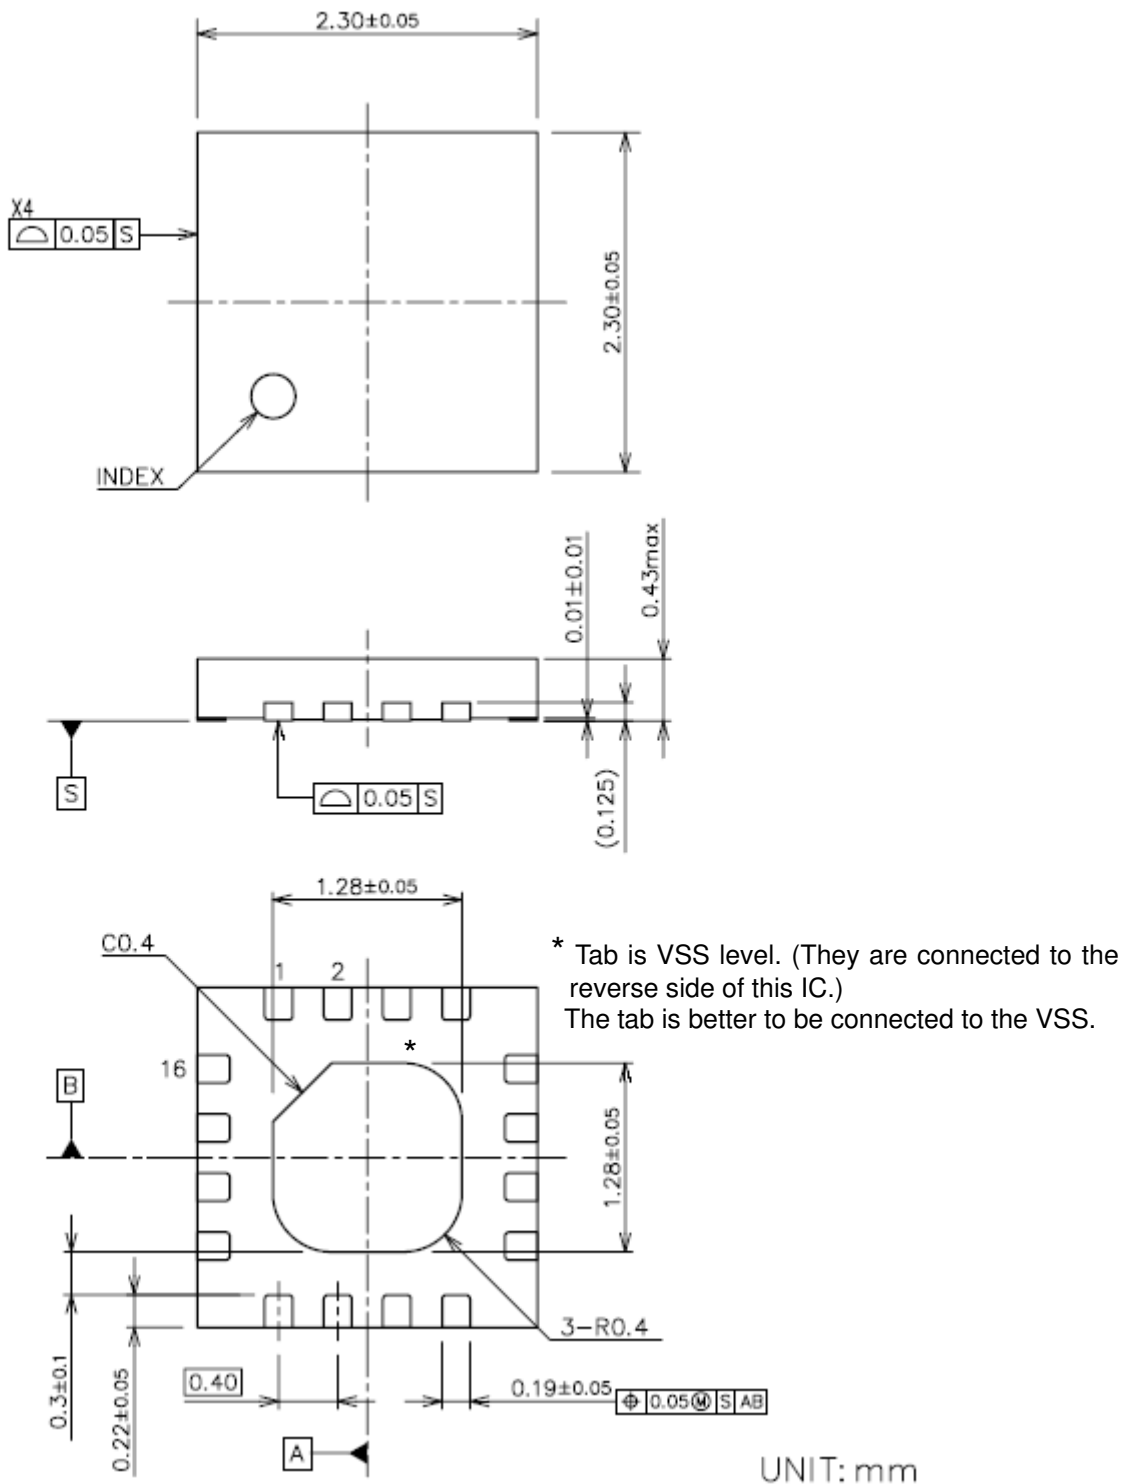 2.30±0.05
X4
0.05 S
2.30±0.05
INDEX
0.01±0.01
0.43max
S
0.05 S
(0.125)
1.28±0.05
C0.4
1 2
* Tab is VSS level. (They are connected to the
reverse side of this IC.)
The tab is better to be connected to the VSS.
*
16
B
1.28±0.05
3-R0.4
0.3±0.1
0.22±0.05
0.40
0.19±0.05
⌖ 0.05Ⓜ S AB
A
UNIT: mm